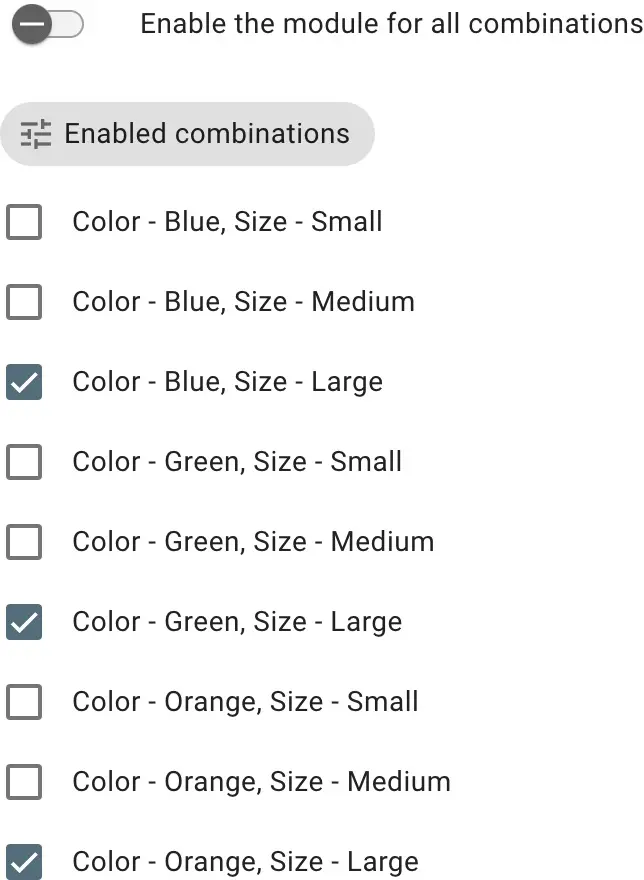 Enable the module for all combinations
Enabled combinations
Color - Blue, Size - Small
Color - Blue, Size - Medium
Color - Blue, Size - Large
Color - Green, Size - Small
Color - Green, Size - Medium
Color - Green, Size - Large
Color - Orange, Size - Small
Color - Orange, Size - Medium
Color - Orange, Size - Large